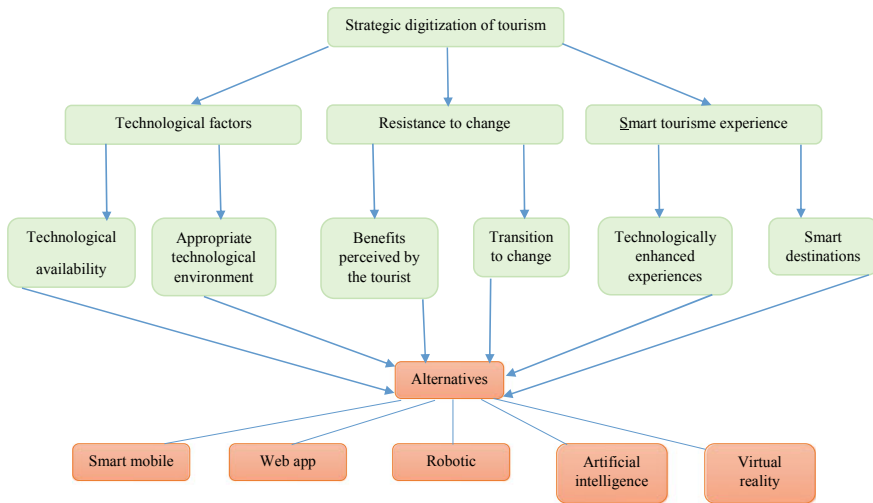 Strategic digitization of tourism
Technological factors
Resistance to change
Smart tourisme experience
Technological
availability
Appropriate
technological
environment
Benefits
perceived by
the tourist
Transition
to change
Technologically
enhanced
experiences
Smart
destinations
Alternatives
Smart mobile
Web app
Robotic
Artificial
intelligence
Virtual
reality